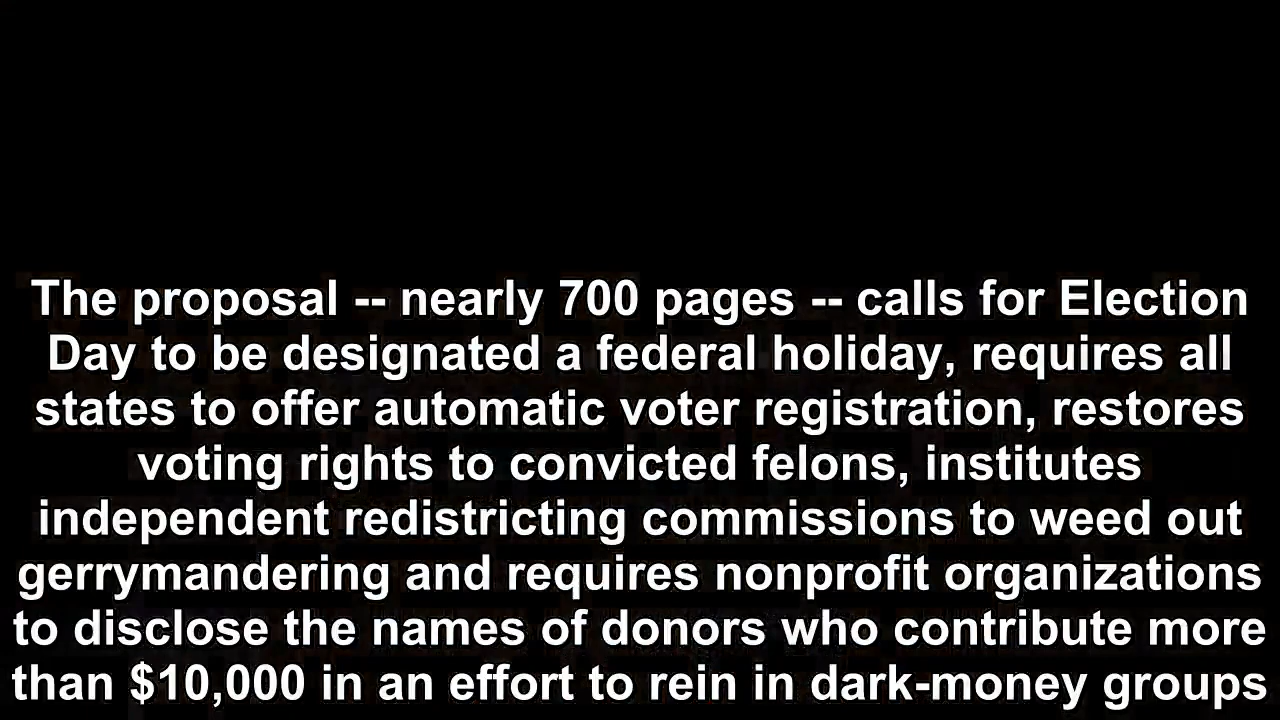 The proposal -- nearly 700 pages -- calls for Election
Day to be designated a federal holiday, requires all
states to offer automatic voter registration, restores
voting rights to convicted felons, institutes
independent redistricting commissions to weed out
gerrymandering and requires nonprofit organizations
to disclose the names of donors who contribute more
than $10,000 in an effort to rein in dark-money groups